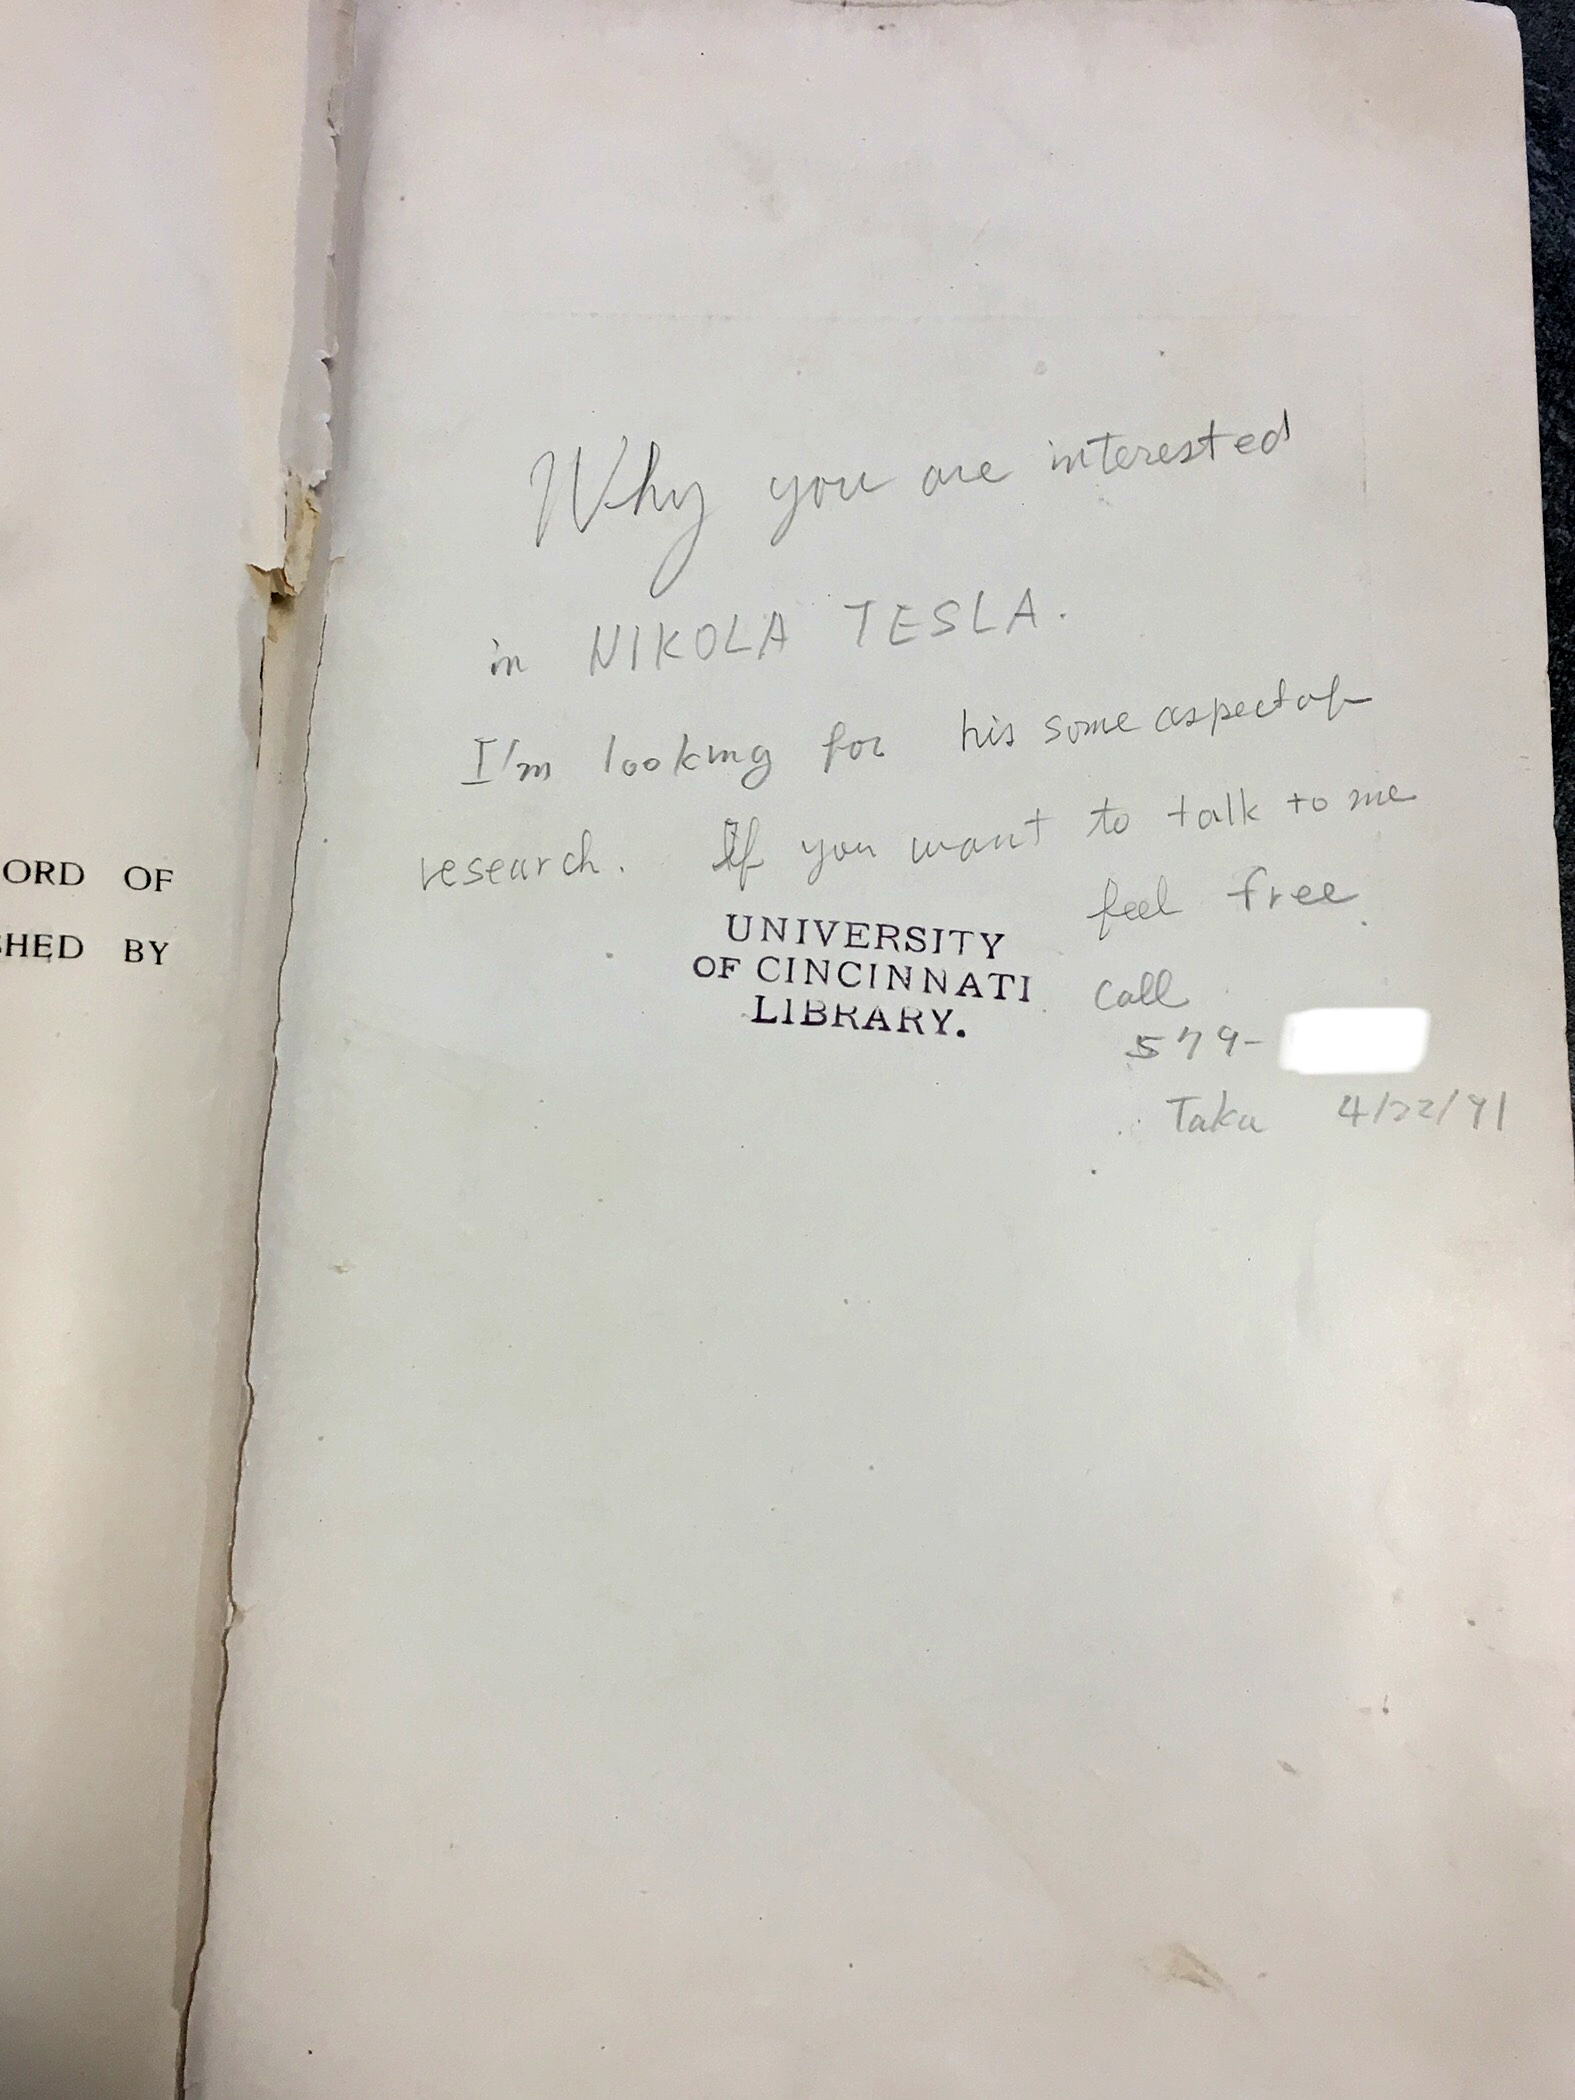 ORD OF
HED BY
Why you are interested
in NIKOLA TESLA.
I'm looking for his some aspect of
research. If you want to talk to me
feel free
UNIVERSITY
OF CINCINNATI
LIBRARY.
call
579-
Taka 4/22/91